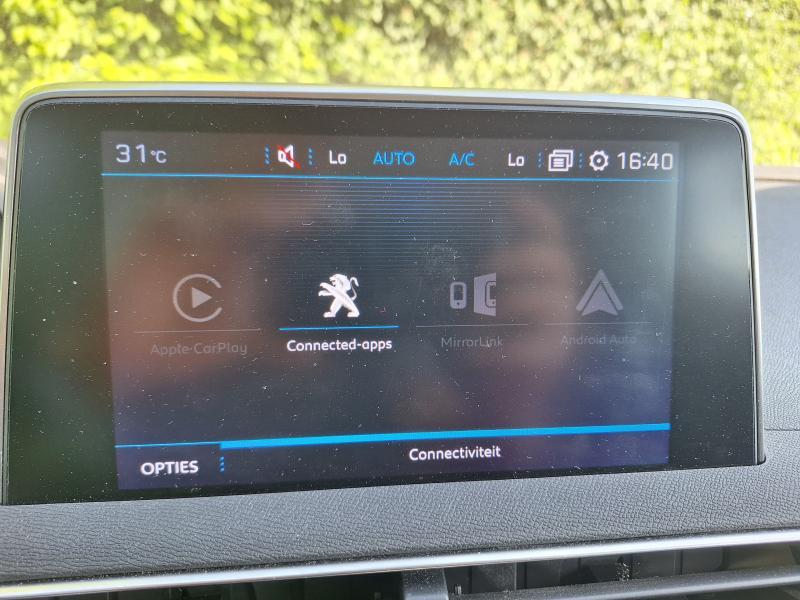 31°C Lo AUTO A/C Lo 16:40
Apple CarPlay Connected-apps MirrorLink Android Auto
OPTIES Connectiviteit